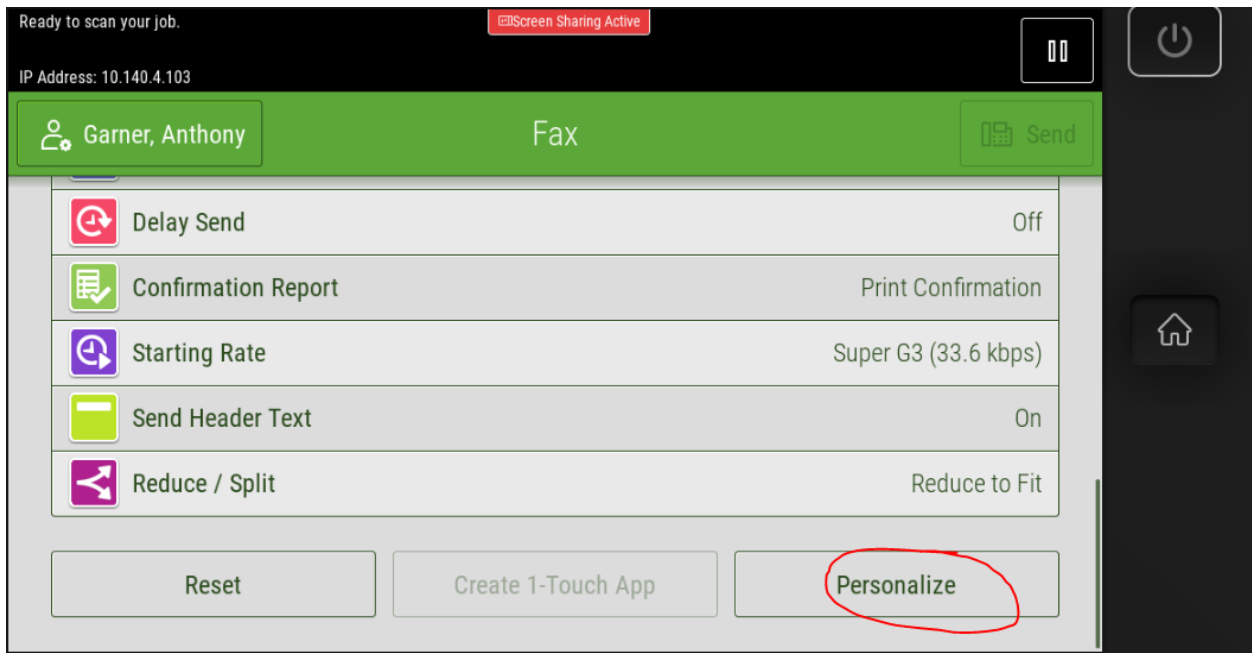 Ready to scan your job.
Screen Sharing Active
IP Address: 10.140.4.103
Garner, Anthony
Fax
Send
Delay Send Off
Confirmation Report Print Confirmation
Starting Rate Super G3 (33.6 kbps)
Send Header Text On
Reduce / Split Reduce to Fit
Reset
Create 1-Touch App
Personalize